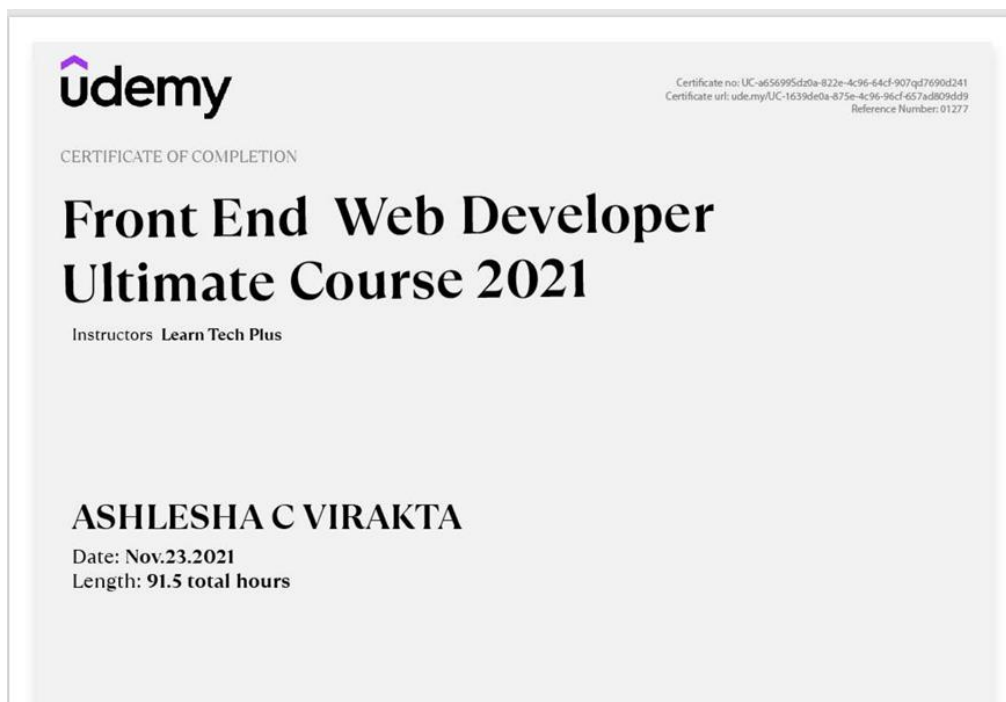 ûdemy
Certificate no: UC-a656995dz0a-822e-4c96-64cf-907qd7690d241
Certificate url: ude.my/UC-1639de0a-875e-4c96-96cf-657ad809dd9
Reference Number: 01277
CERTIFICATE OF COMPLETION
Front End Web Developer
Ultimate Course 2021
Instructors Learn Tech Plus
ASHLESHA C VIRAKTA
Date: Nov.23.2021
Length: 91.5 total hours